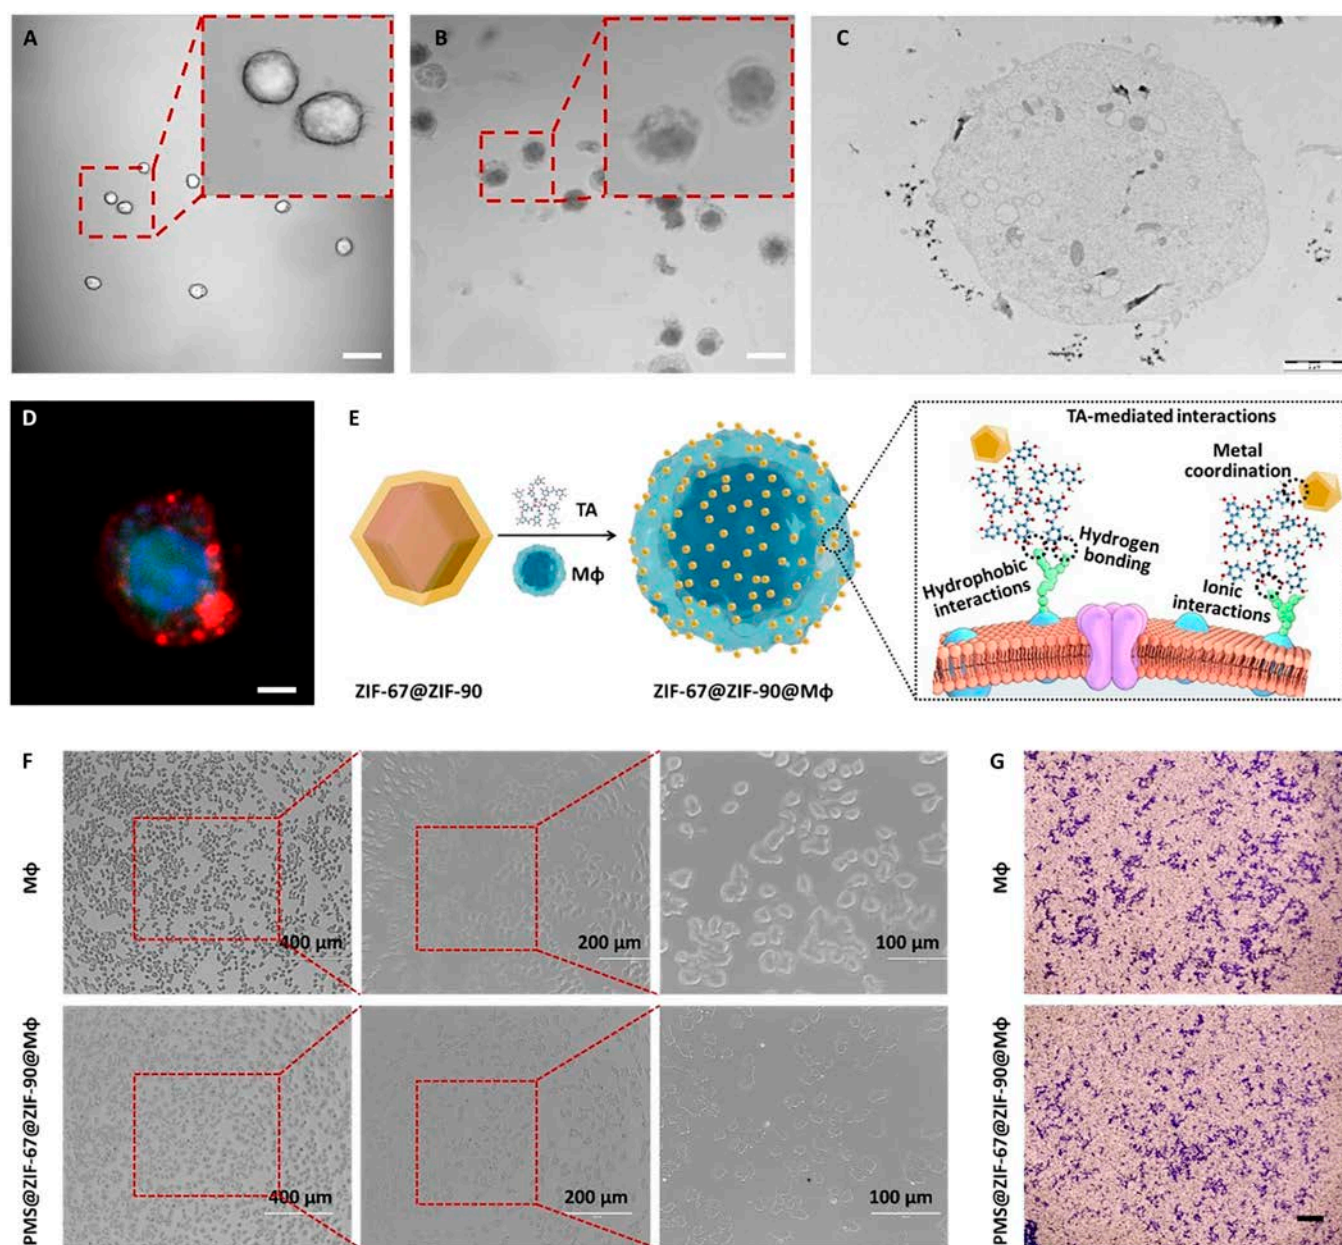 A
B
C
D
E
TA-mediated interactions
Metal
coordination
TA
Mϕ
Hydrogen
bonding
Hydrophobic
interactions
Ionic
interactions
ZIF-67@ZIF-90
ZIF-67@ZIF-90@Mϕ
F
G
Mϕ
400 μm
200 μm
100 μm
Mϕ
PMS@ZIF-67@ZIF-90@Mϕ
400 μm
200 μm
100 μm
PMS@ZIF-67@ZIF-90@Mϕ